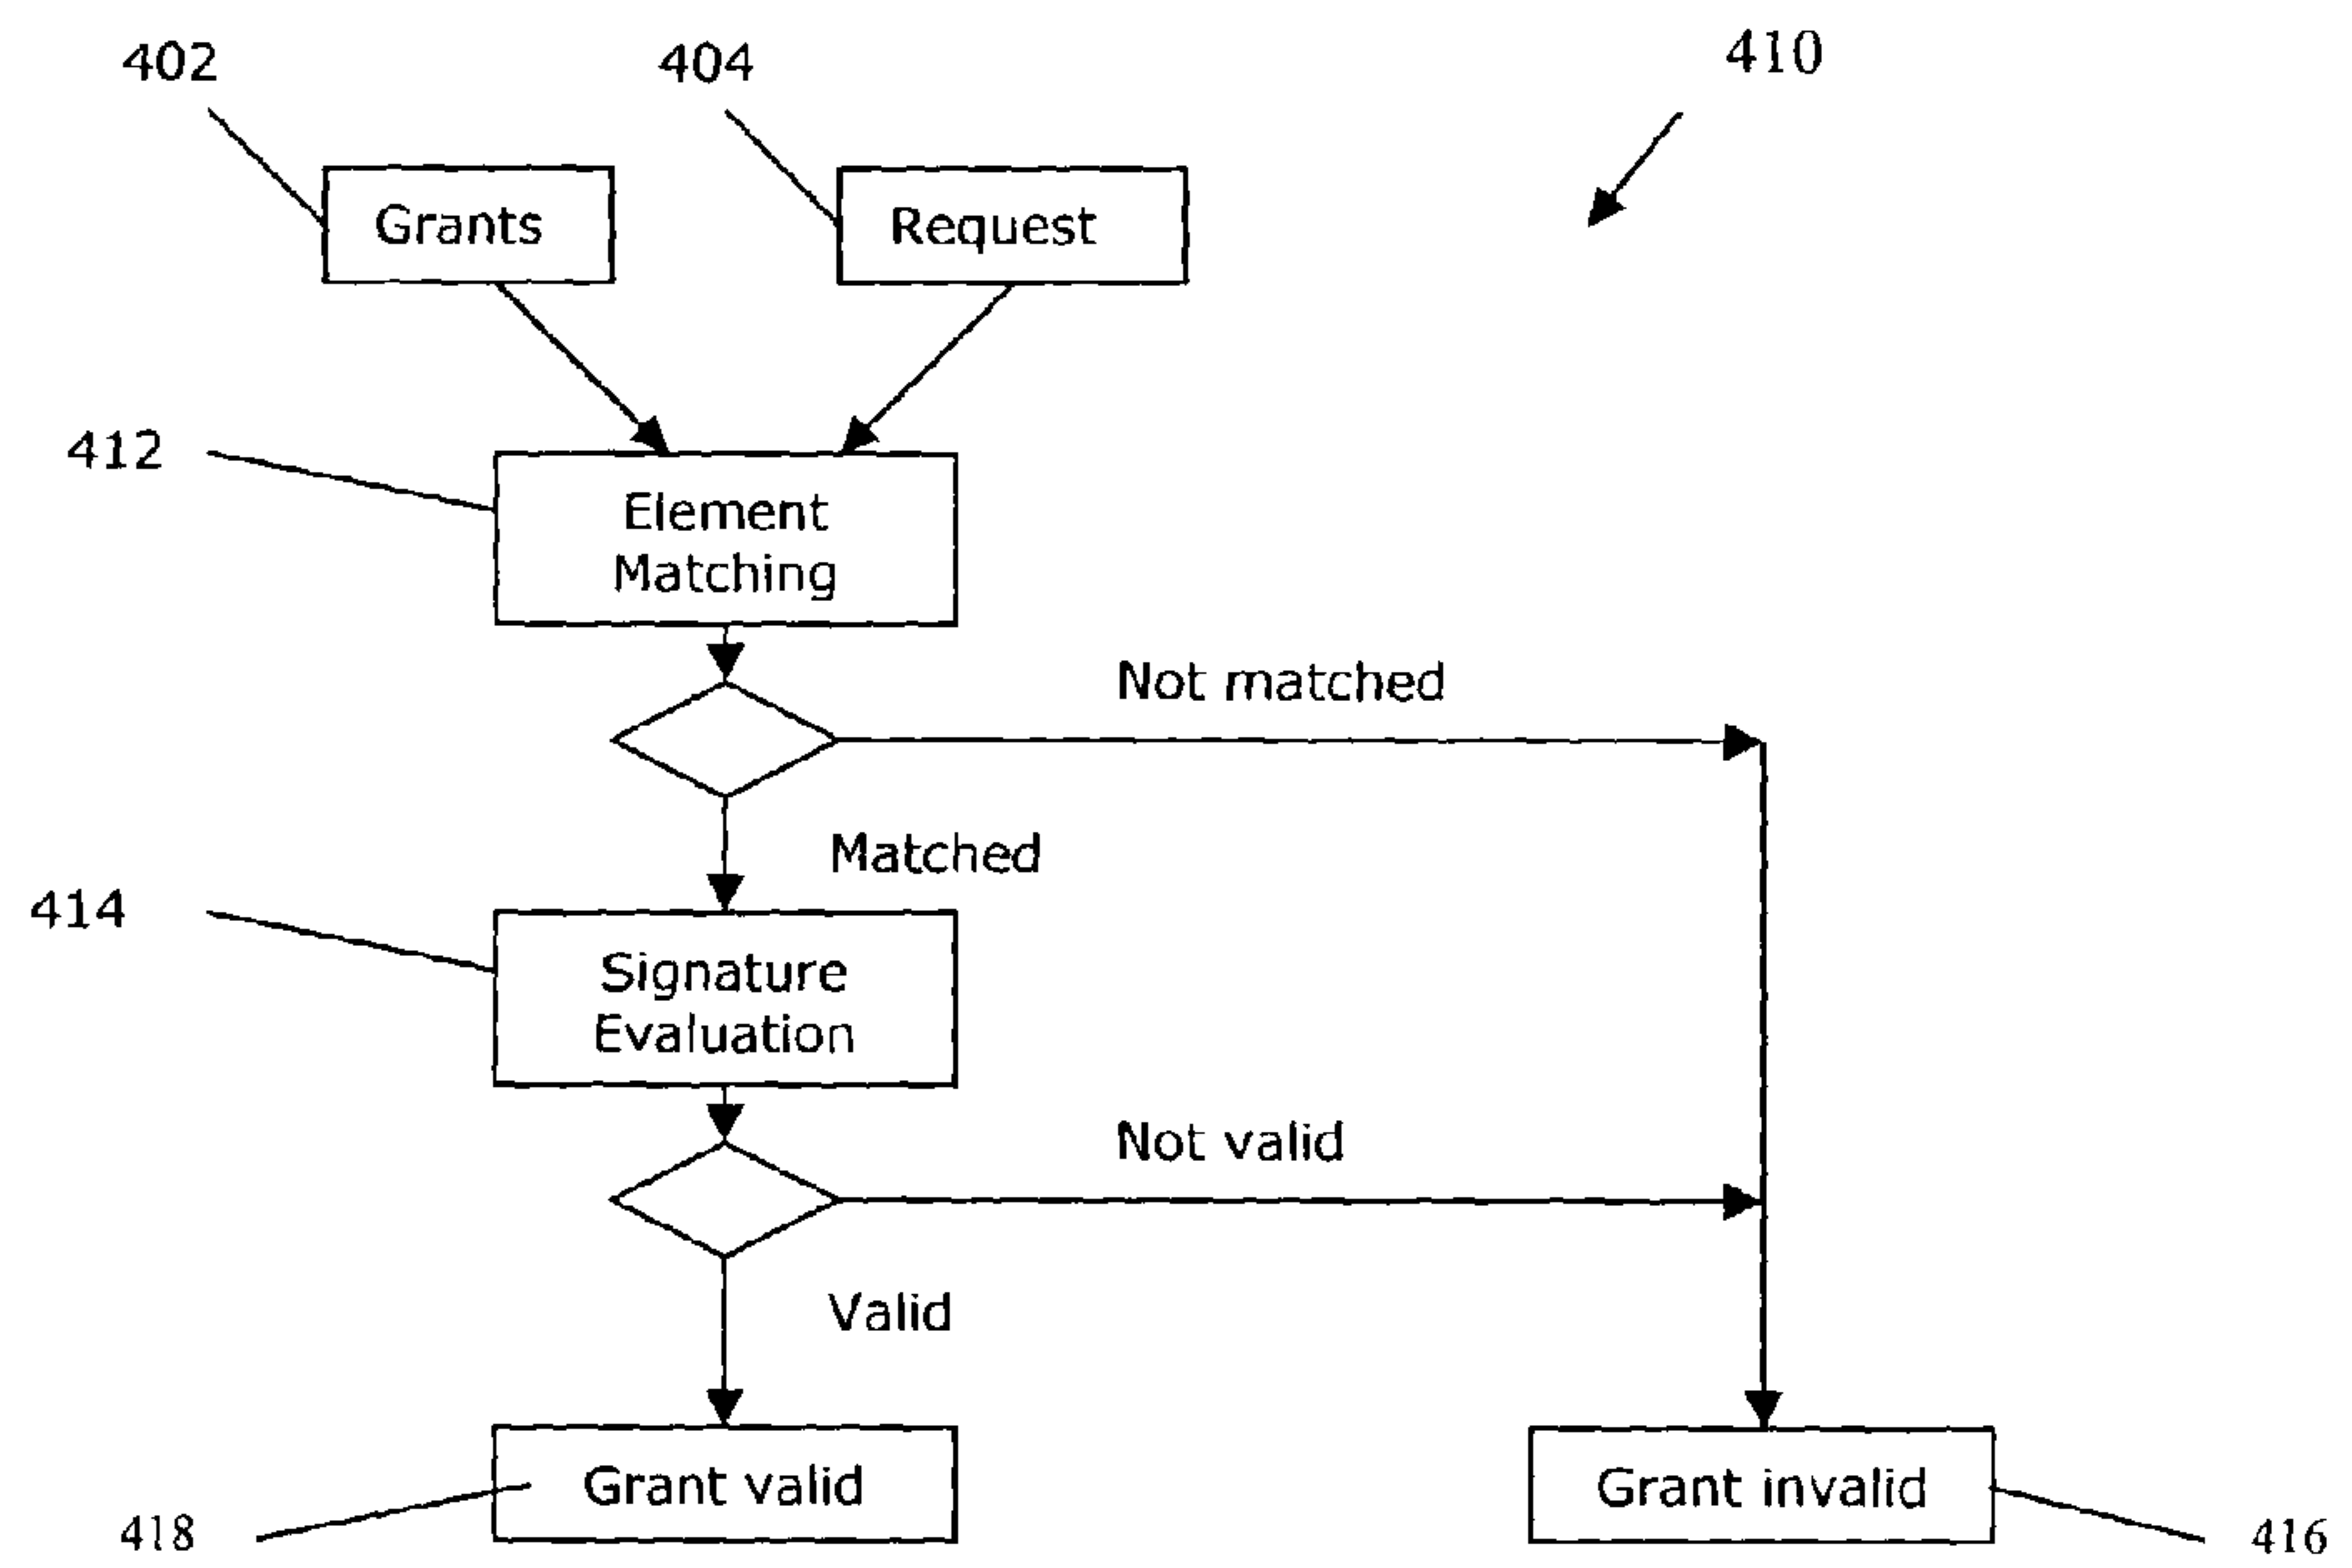 402
404
410
Grants
Request
412
Element
Matching
Not matched
Matched
414
Signature
Evaluation
Not valid
Valid
Grant valid
Grant invalid
418
416